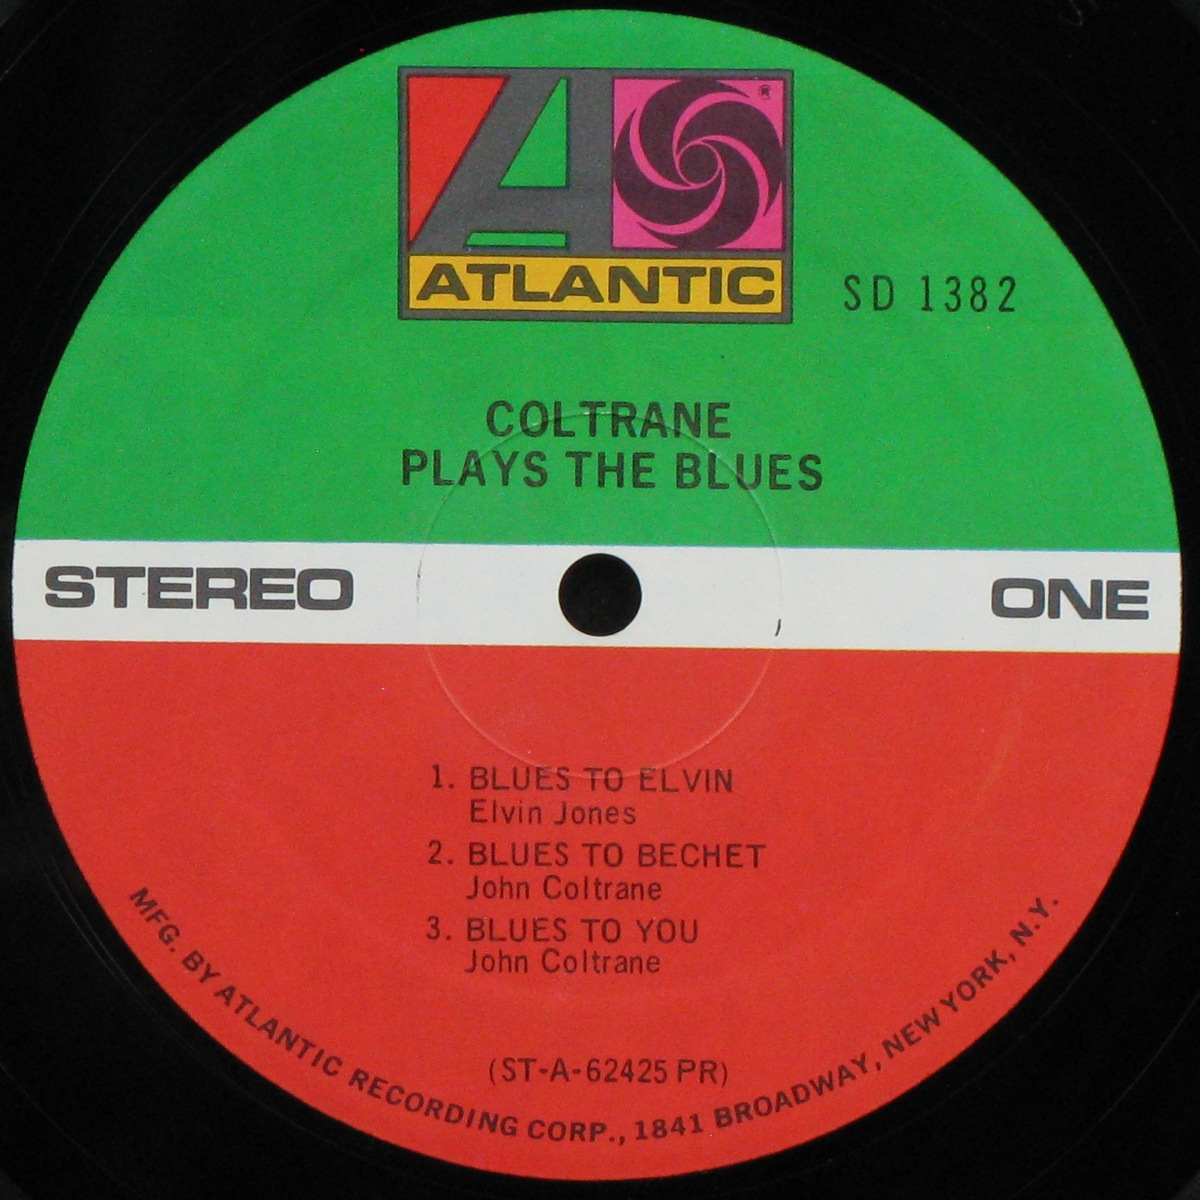 ATLANTIC
®
SD 1382
COLTRANE
PLAYS THE BLUES
STEREO
ONE
1. BLUES TO ELVIN
Elvin Jones
2. BLUES TO BECHET
John Coltrane
3. BLUES TO YOU
John Coltrane
(ST-A-62425 PR)
MFG. BY ATLANTIC RECORDING CORP., 1841 BROADWAY, NEW YORK, N.Y.